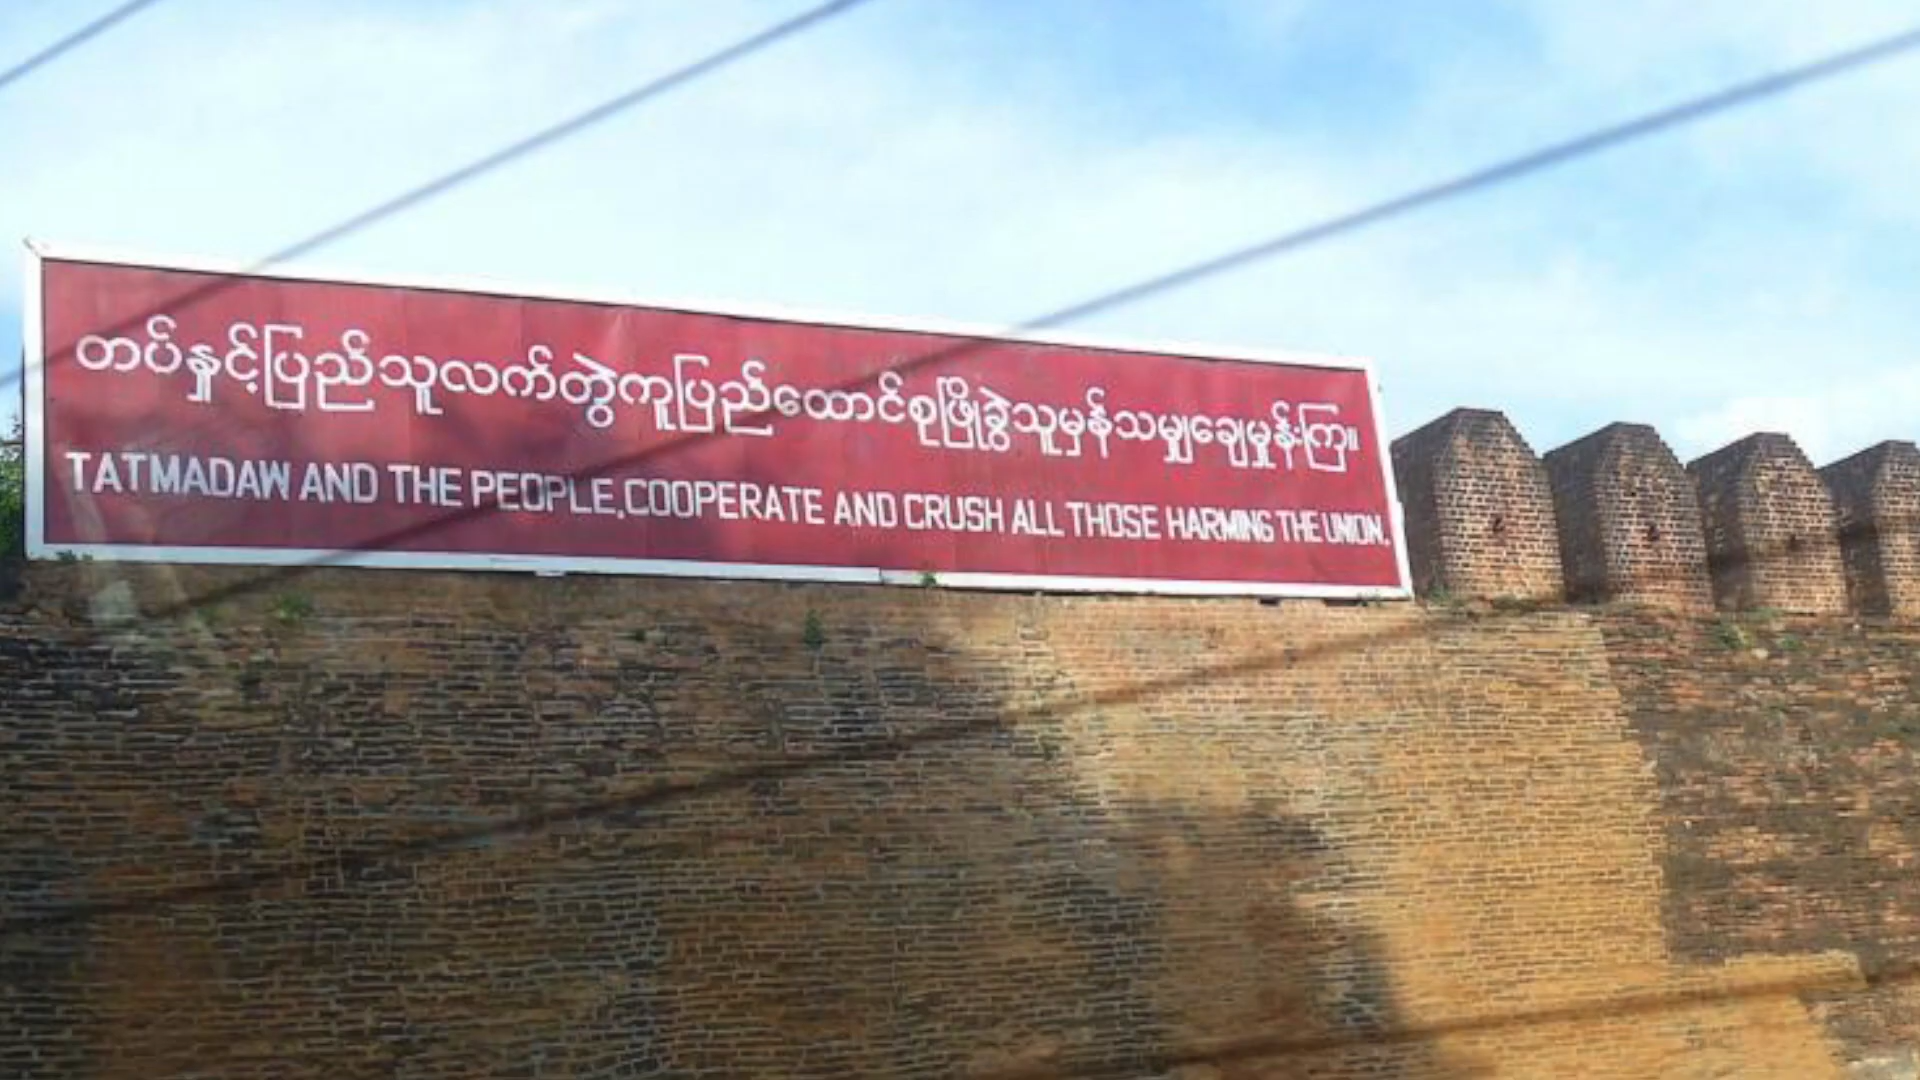 တပ်နှင့်ပြည်သူလက်တွဲကူပြည်ထောင်စုဖြိုခွဲသူမှန်သမျှချေမှုန်းကြ။
TATMADAW AND THE PEOPLE,COOPERATE AND CRUSH ALL THOSE HARMING THE UNION.